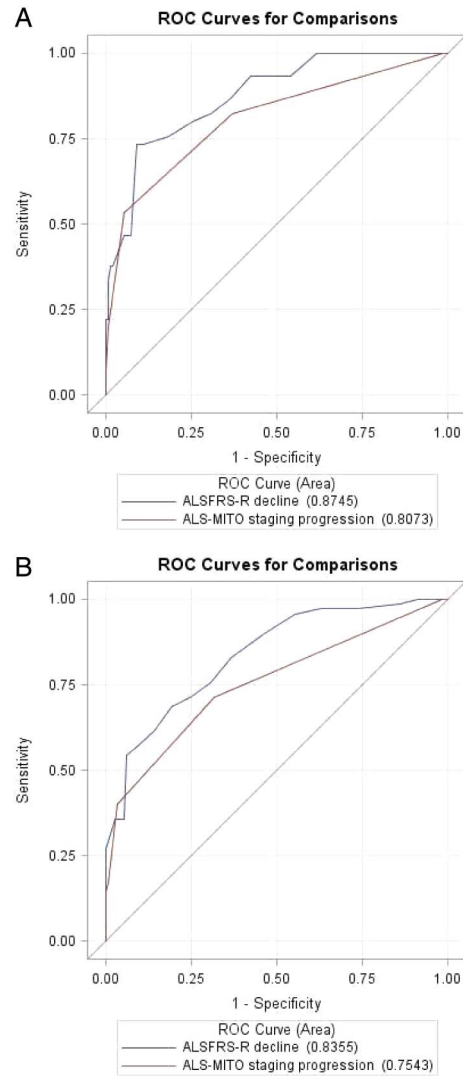 A
ROC Curves for Comparisons
1.00
0.75
0.50
0.25
0.00
Sensitivity
0.00 0.25 0.50 0.75 1.00
1 - Specificity
ROC Curve (Area)
ALSFRS-R decline (0.8745)
ALS-MITO staging progression (0.8073)
B
ROC Curves for Comparisons
1.00
0.75
0.50
0.25
0.00
Sensitivity
0.00 0.25 0.50 0.75 1.00
1 - Specificity
ROC Curve (Area)
ALSFRS-R decline (0.8355)
ALS-MITO staging progression (0.7543)